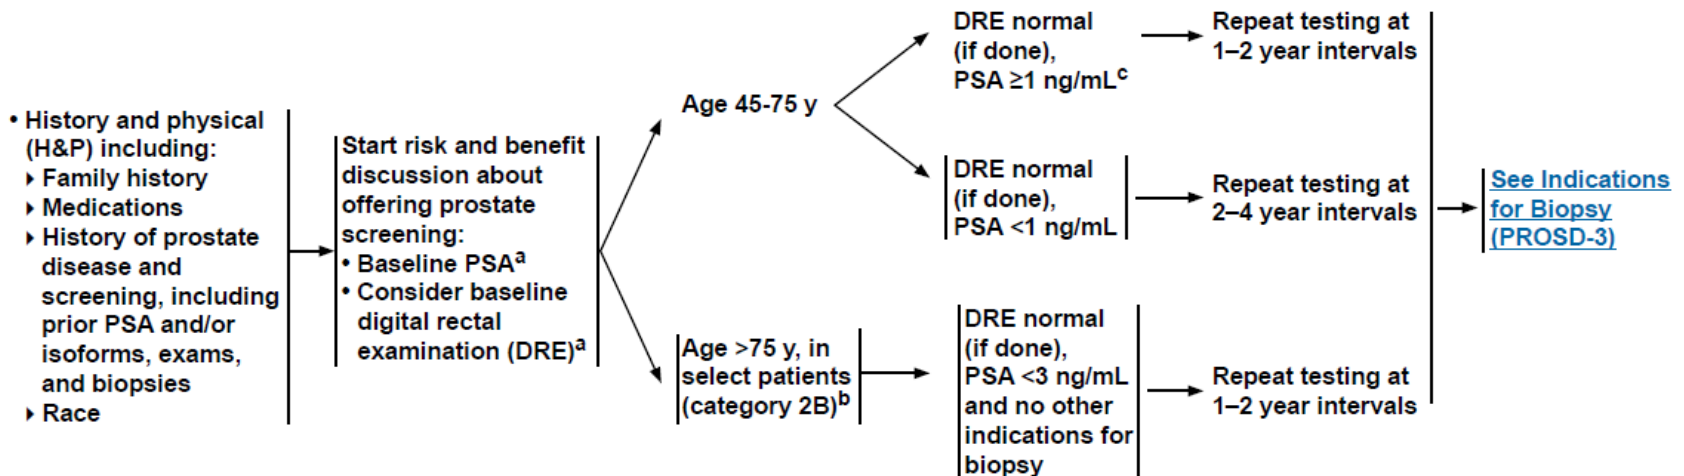 • History and physical
(H&P) including:
▸ Family history
▸ Medications
▸ History of prostate
disease and
screening, including
prior PSA and/or
isoforms, exams,
and biopsies
▸ Race
Start risk and benefit
discussion about
offering prostate
screening:
• Baseline PSAᵃ
• Consider baseline
digital rectal
examination (DRE)ᵃ
Age 45-75 y
DRE normal
(if done),
PSA ≥1 ng/mLᶜ
Repeat testing at
1–2 year intervals
DRE normal
(if done),
PSA <1 ng/mL
Repeat testing at
2–4 year intervals
Age >75 y, in
select patients
(category 2B)ᵇ
DRE normal
(if done),
PSA <3 ng/mL
and no other
indications for
biopsy
Repeat testing at
1–2 year intervals
See Indications
for Biopsy
(PROSD-3)